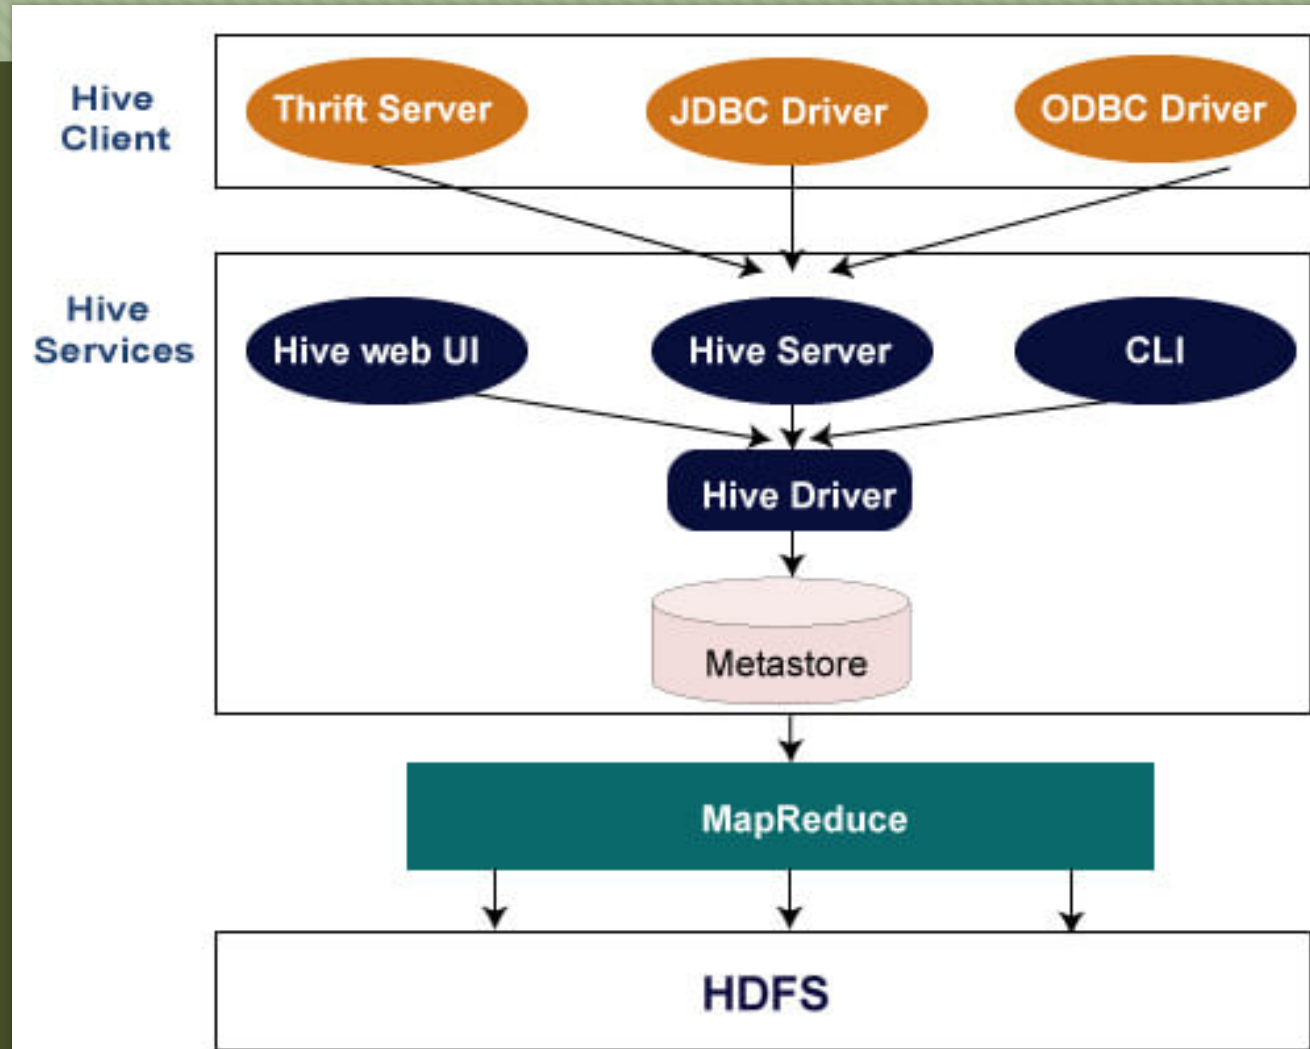 Hive
Client
Thrift Server
JDBC Driver
ODBC Driver
Hive
Services
Hive web UI
Hive Server
CLI
Hive Driver
Metastore
MapReduce
HDFS